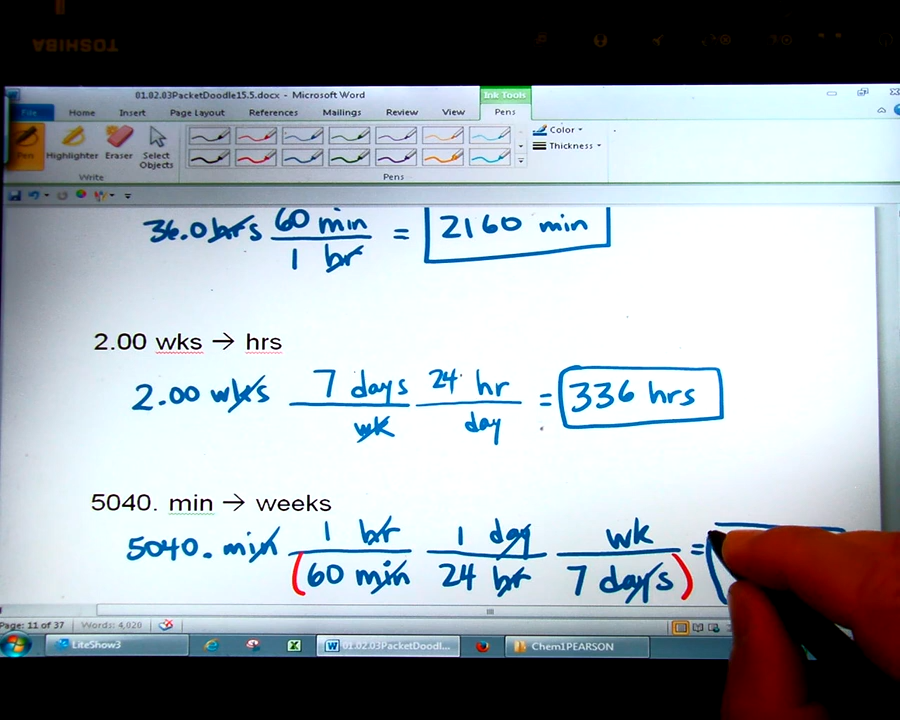 TOSHIBA
01.02.03PacketDoodle15.5.docx - Microsoft Word
Ink Tools
File Home Insert Page Layout References Mailings Review View Pens
Pen Highlighter Eraser Select Objects
Color
Thickness
Write Pens
36.0 hrs 60 min / 1 hr = 2160 min
2.00 wks → hrs
2.00 wks 7 days / wk 24 hr / day = 336 hrs
5040. min → weeks
5040. min 1 hr / (60 min 1 day / 24 hr wk / 7 days) =
Page: 11 of 37 Words: 4,020
LiteShow3 01.02.03PacketDoodl... Chem1PEARSON